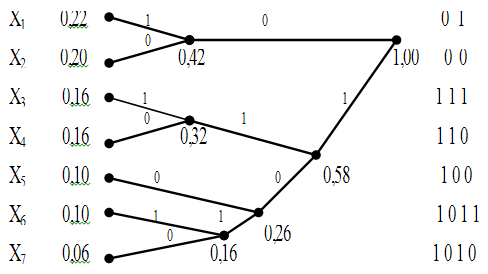 X₁ 0,22 1 0 0 1
X₂ 0,20 0 0,42 1,00 0 0
X₃ 0,16 1 1 1 1 1
X₄ 0,16 0 0,32 1 1 1 0
X₅ 0,10 0 0 0,58 1 0 0
X₆ 0,10 1 1 0,26 1 0 1 1
X₇ 0,06 0 0,16 1 0 1 0